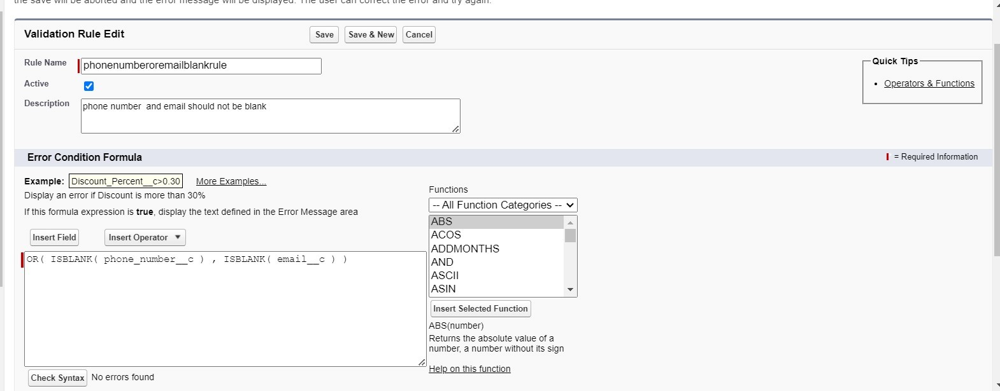 the save will be aborted and the error message will be displayed. The user can correct the error and try again.
Validation Rule Edit
Save
Save & New
Cancel
Rule Name
phonenumberoremailblankrule
Active
Description
phone number  and email should not be blank
Quick Tips
• Operators & Functions
Error Condition Formula
= Required Information
Example: Discount_Percent__c>0.30 More Examples...
Display an error if Discount is more than 30%
If this formula expression is true, display the text defined in the Error Message area
Insert Field
Insert Operator
OR( ISBLANK( phone_number__c ) , ISBLANK( email__c ) )
Functions
-- All Function Categories --
ABS
ACOS
ADDMONTHS
AND
ASCII
ASIN
Insert Selected Function
ABS(number)
Returns the absolute value of a
number, a number without its sign
Help on this function
Check Syntax
No errors found